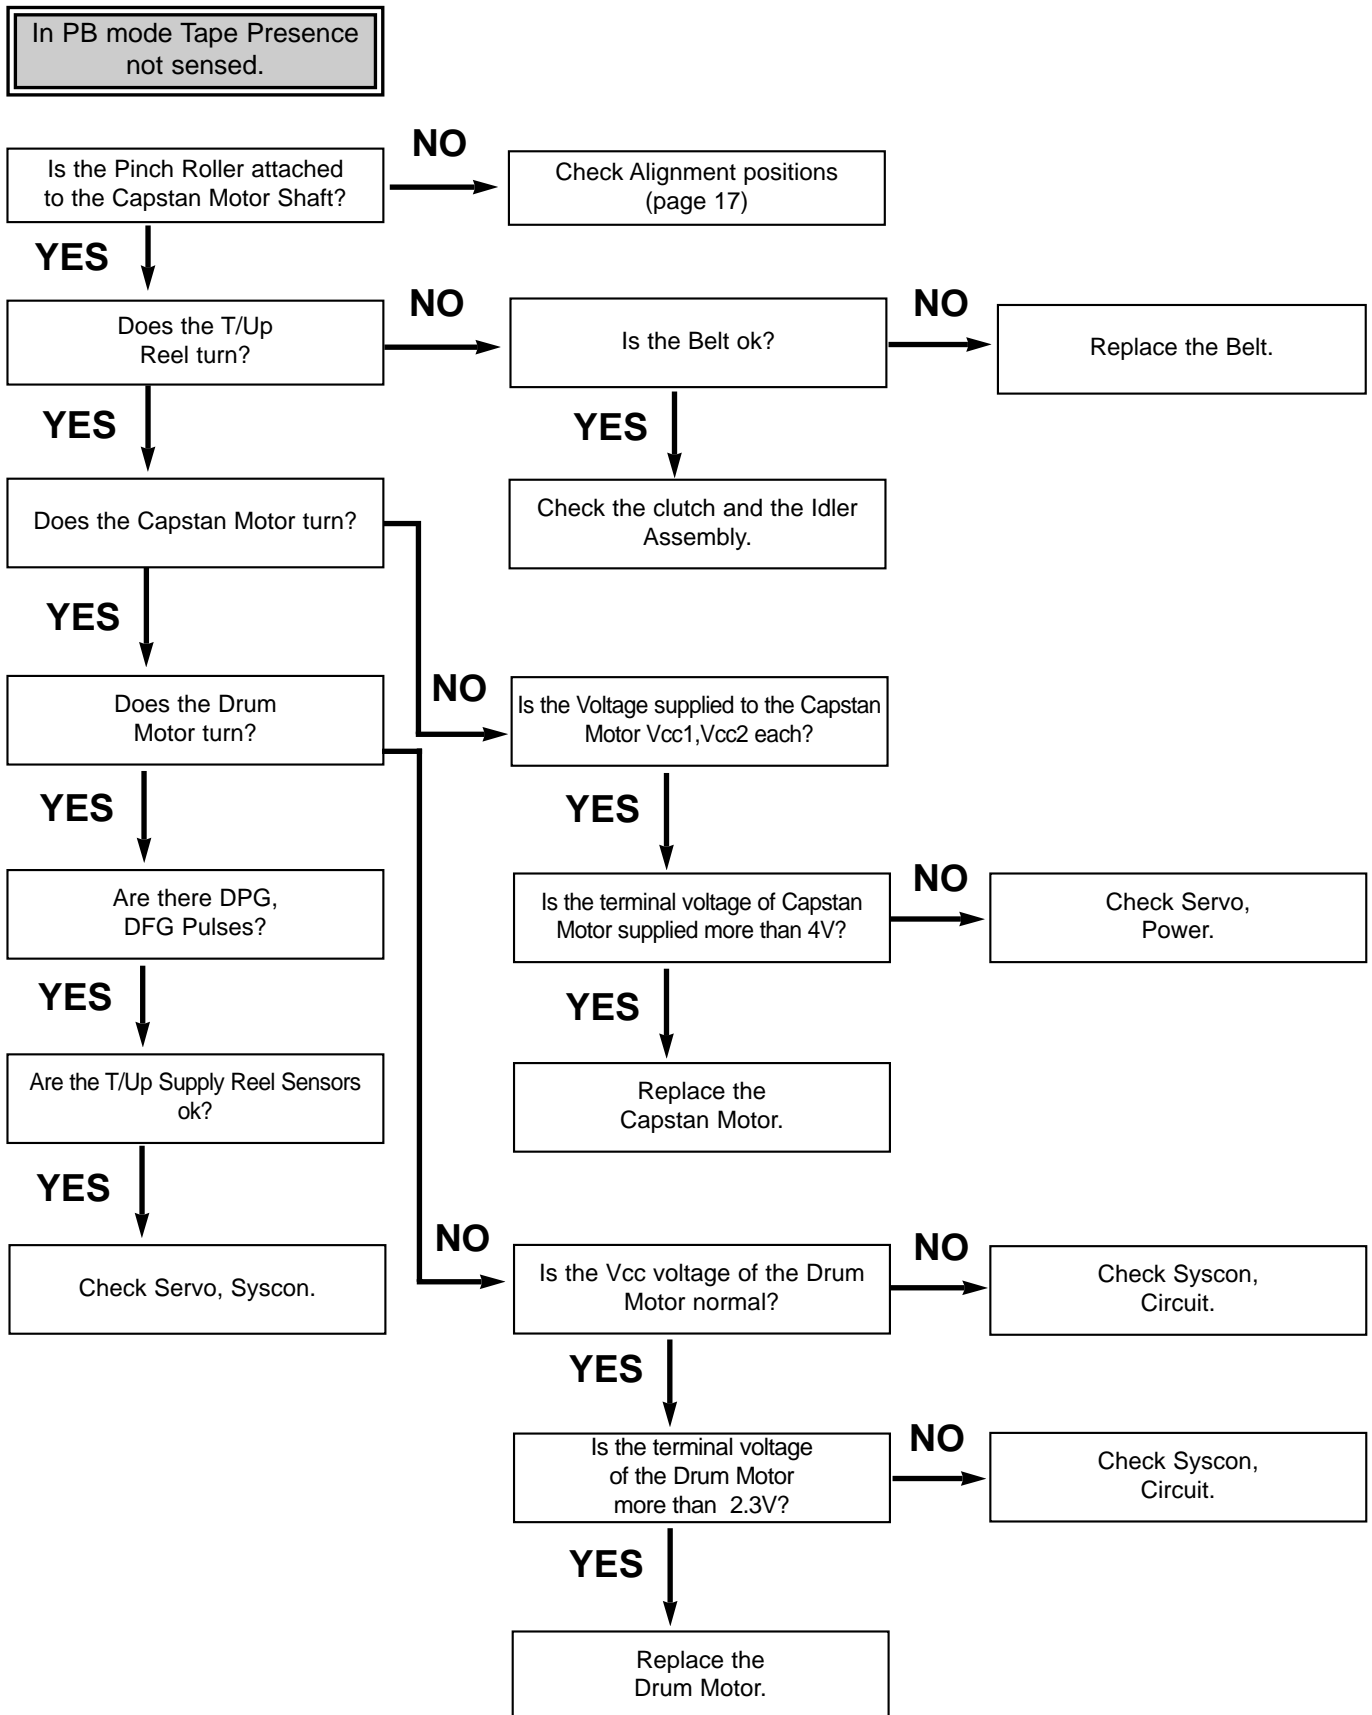 In PB mode Tape Presence
not sensed.
Is the Pinch Roller attached
to the Capstan Motor Shaft?
NO
Check Alignment positions
(page 17)
YES
Does the T/Up
Reel turn?
NO
Is the Belt ok?
NO
Replace the Belt.
YES
YES
Does the Capstan Motor turn?
Check the clutch and the Idler
Assembly.
YES
Does the Drum
Motor turn?
NO
Is the Voltage supplied to the Capstan
Motor Vcc1,Vcc2 each?
YES
YES
Are there DPG,
DFG Pulses?
Is the terminal voltage of Capstan
Motor supplied more than 4V?
NO
Check Servo,
Power.
YES
YES
Are the T/Up Supply Reel Sensors
ok?
Replace the
Capstan Motor.
YES
Check Servo, Syscon.
NO
Is the Vcc voltage of the Drum
Motor normal?
NO
Check Syscon,
Circuit.
YES
Is the terminal voltage
of the Drum Motor
more than 2.3V?
NO
Check Syscon,
Circuit.
YES
Replace the
Drum Motor.